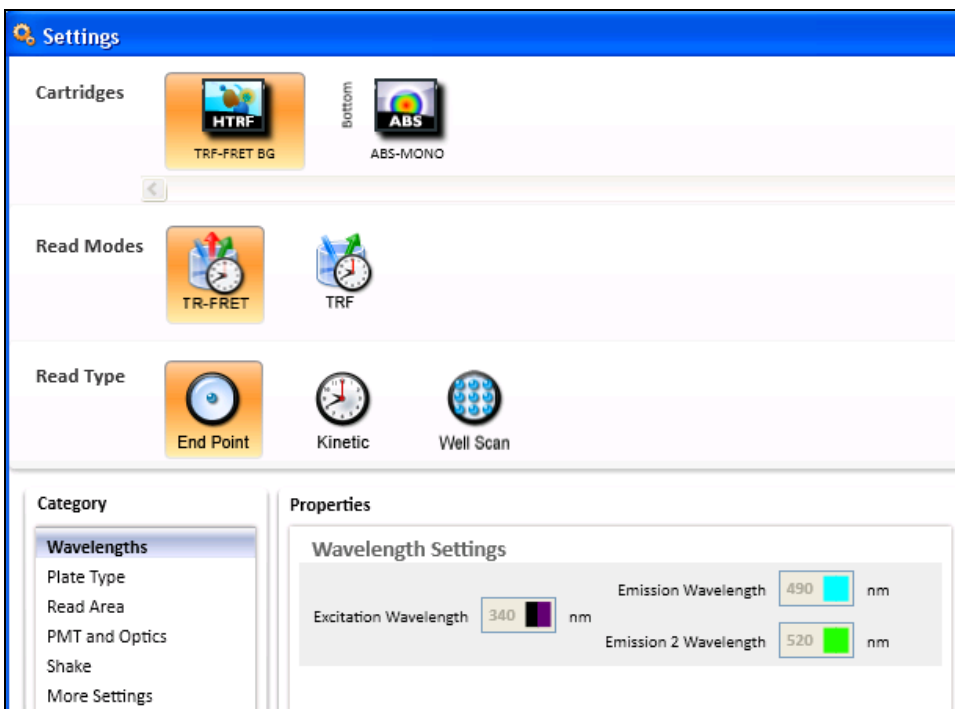 Settings
Cartridges
HTRF
TRF-FRET BG
Bottom
ABS
ABS-MONO
Read Modes
TR-FRET
TRF
Read Type
End Point
Kinetic
Well Scan
Category
Wavelengths
Plate Type
Read Area
PMT and Optics
Shake
More Settings
Properties
Wavelength Settings
Excitation Wavelength 340 nm
Emission Wavelength 490 nm
Emission 2 Wavelength 520 nm